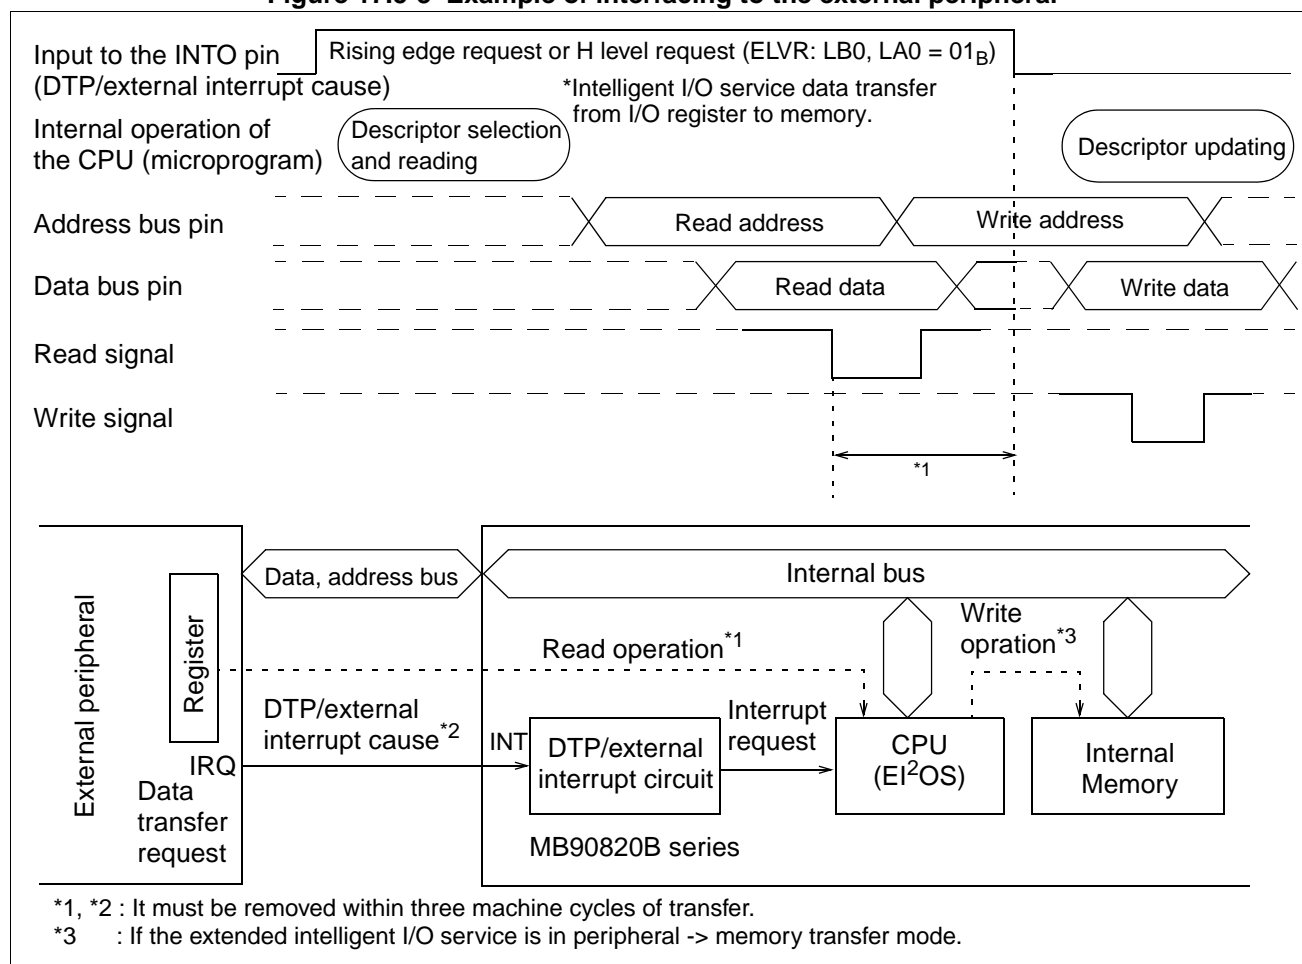 Input to the INTO pin
(DTP/external interrupt cause)
Rising edge request or H level request (ELVR: LB0, LA0 = 01B)
*Intelligent I/O service data transfer
from I/O register to memory.
Internal operation of
the CPU (microprogram)
Descriptor selection
and reading
Descriptor updating
Address bus pin
Read address
Write address
Data bus pin
Read data
Write data
Read signal
Write signal
*1
External peripheral
Register
Data, address bus
Internal bus
Read operation*1
Write
opration*3
DTP/external
interrupt cause*2
IRQ
Data
transfer
request
INT
DTP/external
interrupt circuit
Interrupt
request
CPU
(EI2OS)
Internal
Memory
MB90820B series
*1, *2 : It must be removed within three machine cycles of transfer.
*3 : If the extended intelligent I/O service is in peripheral -> memory transfer mode.